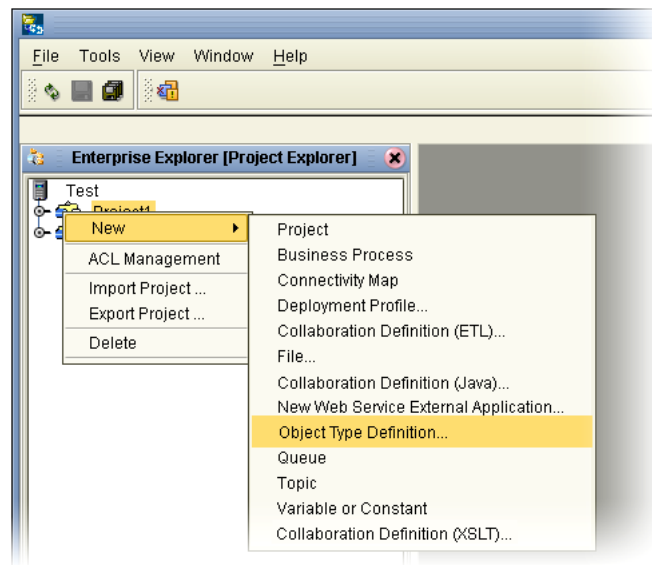 File Tools View Window Help
Enterprise Explorer [Project Explorer]
Test
Project1
New
ACL Management
Import Project ...
Export Project ...
Delete
Project
Business Process
Connectivity Map
Deployment Profile...
Collaboration Definition (ETL)...
File...
Collaboration Definition (Java)...
New Web Service External Application...
Object Type Definition...
Queue
Topic
Variable or Constant
Collaboration Definition (XSLT)...